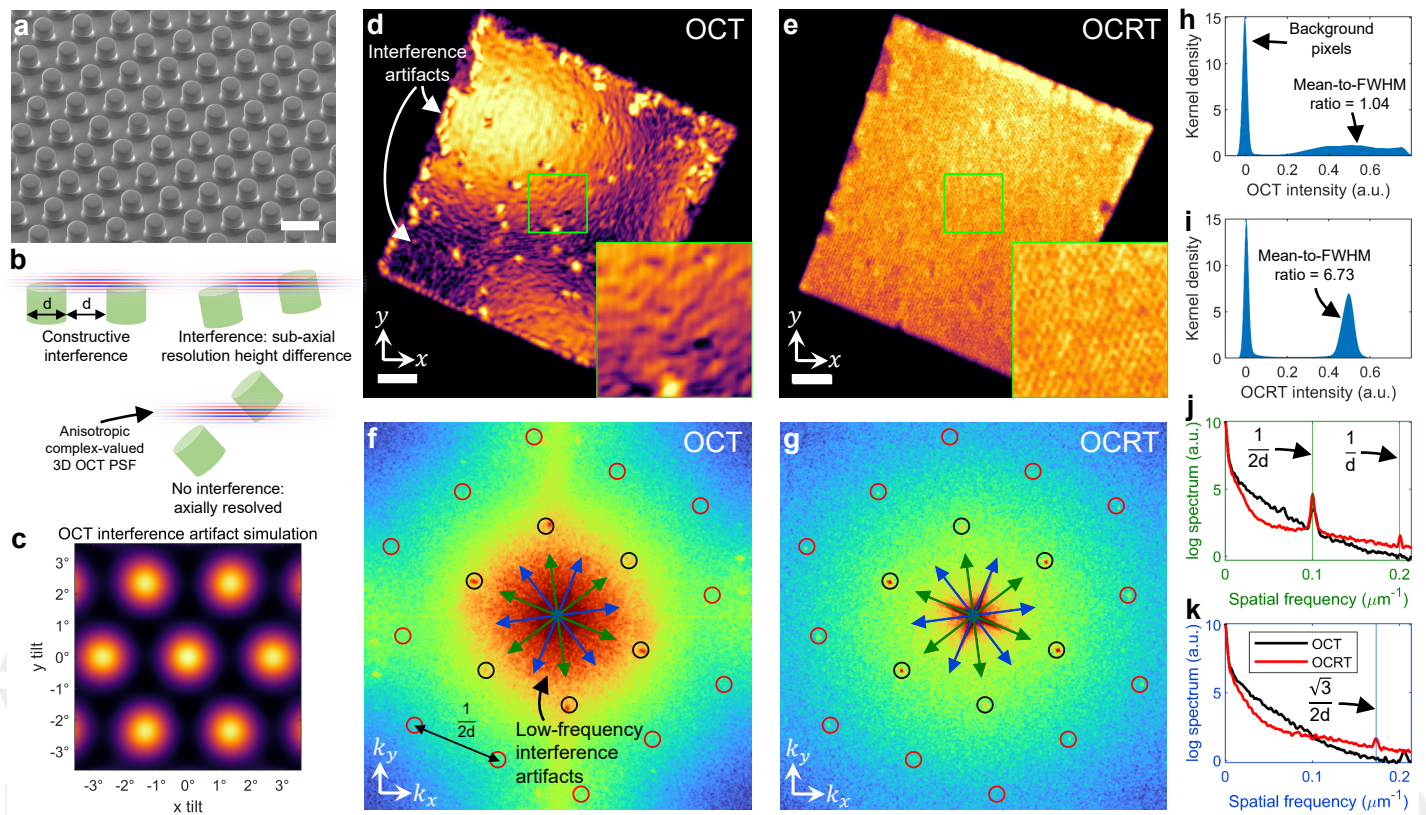 a
b
d
d
Constructive
interference
Interference: sub-axial
resolution height difference
Anisotropic
complex-valued
3D OCT PSF
No interference:
axially resolved
c
OCT interference artifact simulation
3°
2°
1°
0°
-1°
-2°
-3°
y tilt
-3° -2° -1° 0° 1° 2° 3°
x tilt
d
OCT
Interference
artifacts
y
x
e
OCRT
y
x
f
OCT
1
2d
Low-frequency
interference
artifacts
ky
kx
g
OCRT
ky
kx
h
15
10
5
0
Kernel density
Background
pixels
Mean-to-FWHM
ratio = 1.04
0 0.2 0.4 0.6
OCT intensity (a.u.)
i
15
10
5
0
Kernel density
Mean-to-FWHM
ratio = 6.73
0 0.2 0.4 0.6
OCRT intensity (a.u.)
j
10
5
0
log spectrum (a.u.)
1
2d
1
d
0 0.1 0.2
Spatial frequency (μm⁻¹)
k
10
5
0
log spectrum (a.u.)
OCT
OCRT
√3
2d
0 0.1 0.2
Spatial frequency (μm⁻¹)